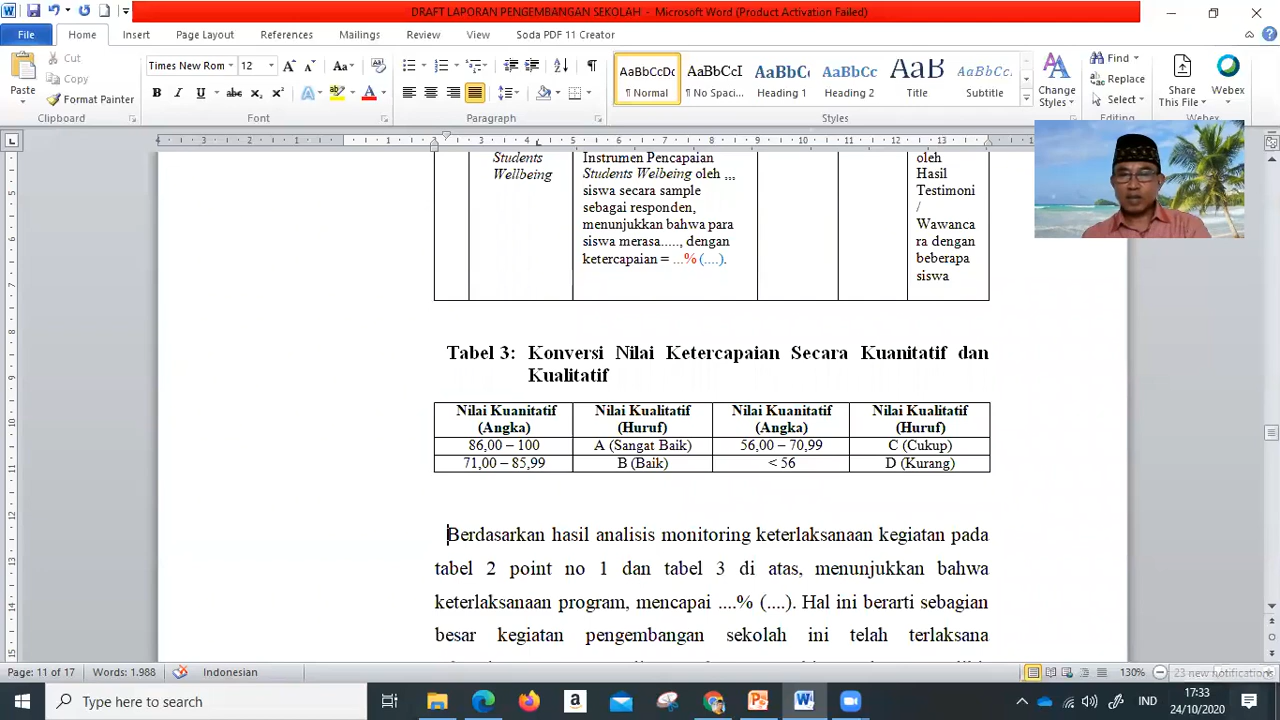 DRAFT LAPORAN PENGEMBANGAN SEKOLAH - Microsoft Word (Product Activation Failed)
File Home Insert Page Layout References Mailings Review View Soda PDF 11 Creator
Cut
Copy
Format Painter
Paste
Clipboard
Times New Rom 12
Font
Paragraph
AaBbCcDc AaBbCcI AaBbCc AaBbCc AaB AaBbCcI
¶ Normal ¶ No Spaci... Heading 1 Heading 2 Title Subtitle
Styles
Change Styles
Find
Replace
Select
Editing
Share This File
Webex
Webex
Students
Wellbeing
Instrumen Pencapaian
Students Welbeing oleh ,,,
siswa secara sample
sebagai responden,
menunjukkan bahwa para
siswa merasa....., dengan
ketercapaian = ...% (....).
oleh
Hasil
Testimoni
/
Wawanca
ra dengan
beberapa
siswa
Tabel 3: Konversi Nilai Ketercapaian Secara Kuanitatif dan
Kualitatif
Nilai Kuanitatif (Angka) Nilai Kualitatif (Huruf) Nilai Kuanitatif (Angka) Nilai Kualitatif (Huruf)
86,00 – 100 A (Sangat Baik) 56,00 – 70,99 C (Cukup)
71,00 – 85,99 B (Baik) < 56 D (Kurang)
Berdasarkan hasil analisis monitoring keterlaksanaan kegiatan pada
tabel 2 point no 1 dan tabel 3 di atas, menunjukkan bahwa
keterlaksanaan program, mencapai ....% (....). Hal ini berarti sebagian
besar kegiatan pengembangan sekolah ini telah terlaksana
Page: 11 of 17 Words: 1.988 Indonesian 130% 23 new notifications
Type here to search
IND
17:33
24/10/2020